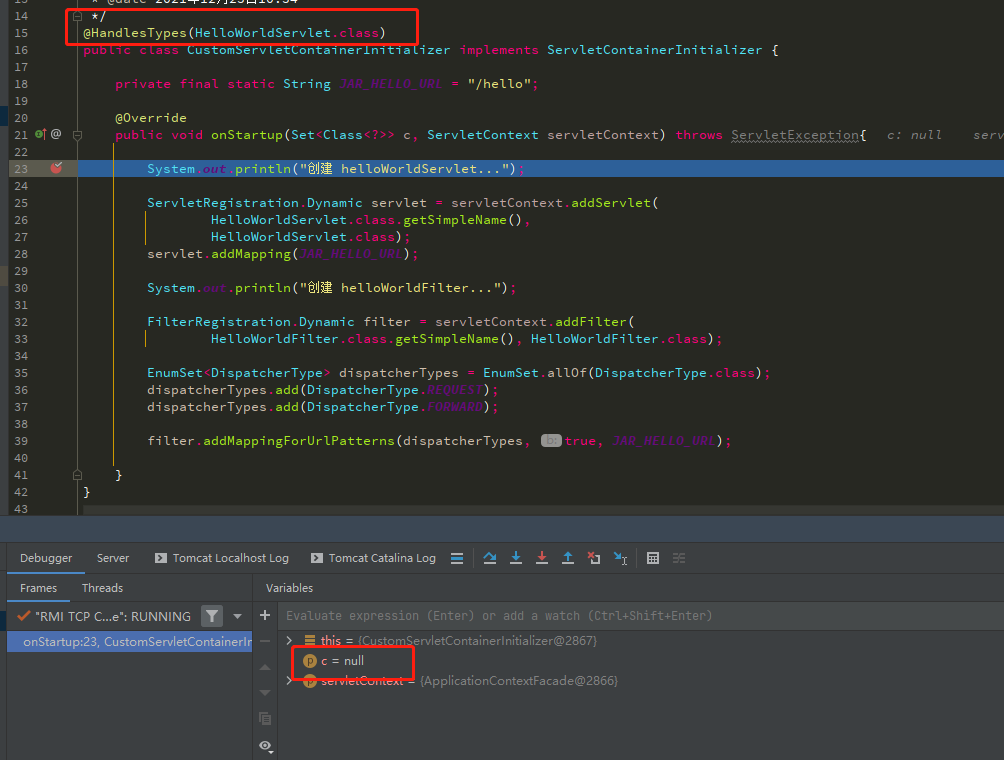 13 * @date 2021年12月23日10:54
14 */
15 @HandlesTypes(HelloWorldServlet.class)
16 public class CustomServletContainerInitializer implements ServletContainerInitializer {
17
18 private final static String JAR_HELLO_URL = "/hello";
19
20 @Override
21 @ public void onStartup(Set<Class<?>> c, ServletContext servletContext) throws ServletException{ c: null serv
22
23 System.out.println("创建 helloWorldServlet...");
24
25 ServletRegistration.Dynamic servlet = servletContext.addServlet(
26 HelloWorldServlet.class.getSimpleName(),
27 HelloWorldServlet.class);
28 servlet.addMapping(JAR_HELLO_URL);
29
30 System.out.println("创建 helloWorldFilter...");
31
32 FilterRegistration.Dynamic filter = servletContext.addFilter(
33 HelloWorldFilter.class.getSimpleName(), HelloWorldFilter.class);
34
35 EnumSet<DispatcherType> dispatcherTypes = EnumSet.allOf(DispatcherType.class);
36 dispatcherTypes.add(DispatcherType.REQUEST);
37 dispatcherTypes.add(DispatcherType.FORWARD);
38
39 filter.addMappingForUrlPatterns(dispatcherTypes, b: true, JAR_HELLO_URL);
40
41 }
42 }
43
Debugger Server Tomcat Localhost Log Tomcat Catalina Log
Frames Threads Variables
"RMI TCP C...e": RUNNING Evaluate expression (Enter) or add a watch (Ctrl+Shift+Enter)
onStartup:23, CustomServletContainerIn this = {CustomServletContainerInitializer@2867}
c = null
servletContext = {ApplicationContextFacade@2866}